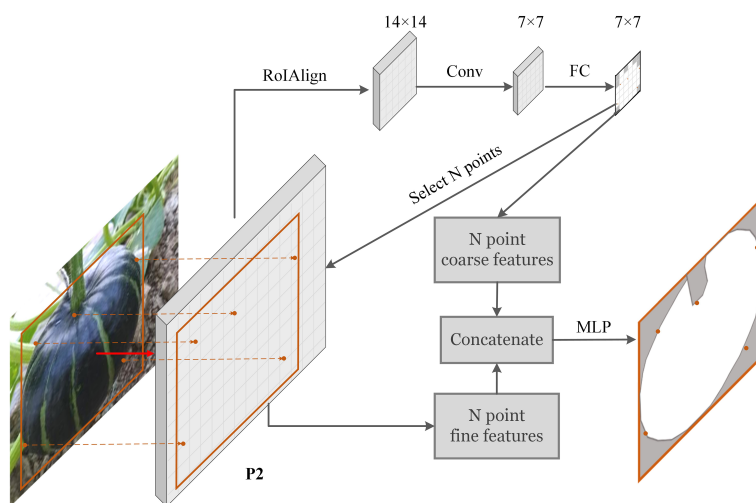 14×14
7×7
7×7
RoIAlign
Conv
FC
Select N points
N point
coarse features
Concatenate
MLP
N point
fine features
P2